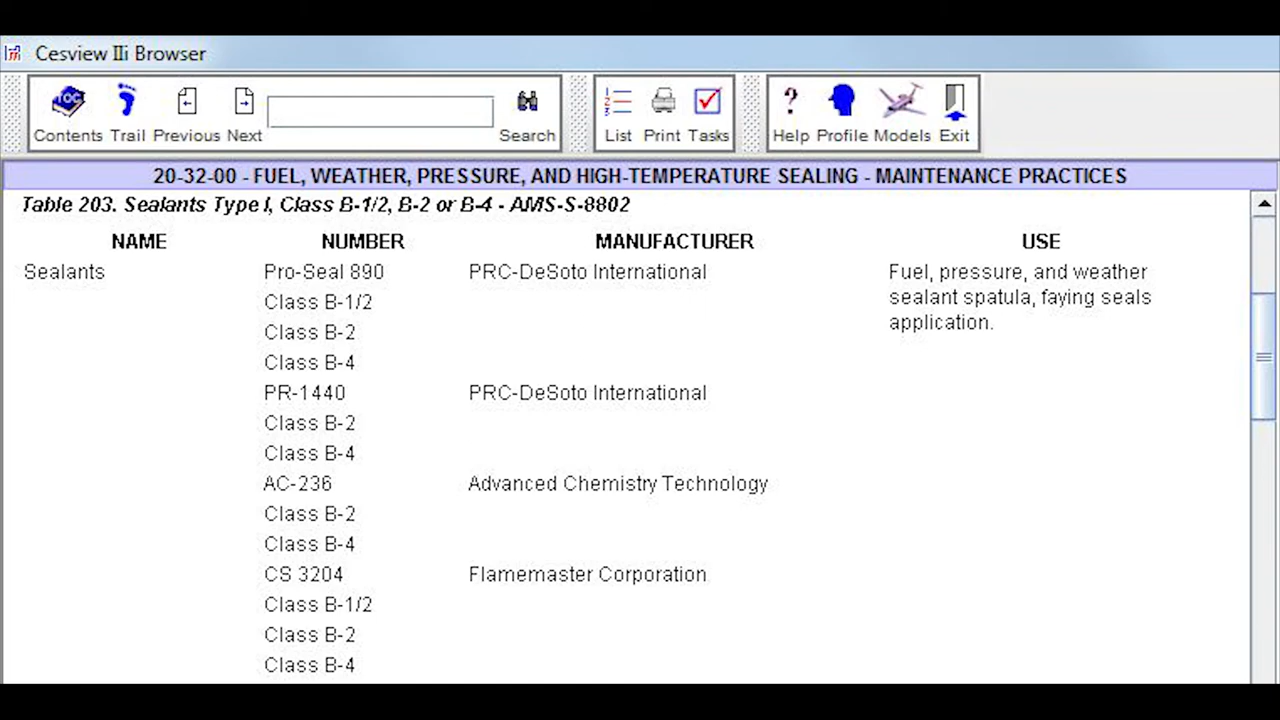 Cesview IIi Browser
Contents Trail Previous Next Search List Print Tasks Help Profile Models Exit
20-32-00 - FUEL, WEATHER, PRESSURE, AND HIGH-TEMPERATURE SEALING - MAINTENANCE PRACTICES
Table 203. Sealants Type I, Class B-1/2, B-2 or B-4 - AMS-S-8802
NAME NUMBER MANUFACTURER USE
Sealants Pro-Seal 890 PRC-DeSoto International Fuel, pressure, and weather
sealant spatula, faying seals
Class B-1/2
application.
Class B-2
Class B-4
PR-1440 PRC-DeSoto International
Class B-2
Class B-4
AC-236 Advanced Chemistry Technology
Class B-2
Class B-4
CS 3204 Flamemaster Corporation
Class B-1/2
Class B-2
Class B-4